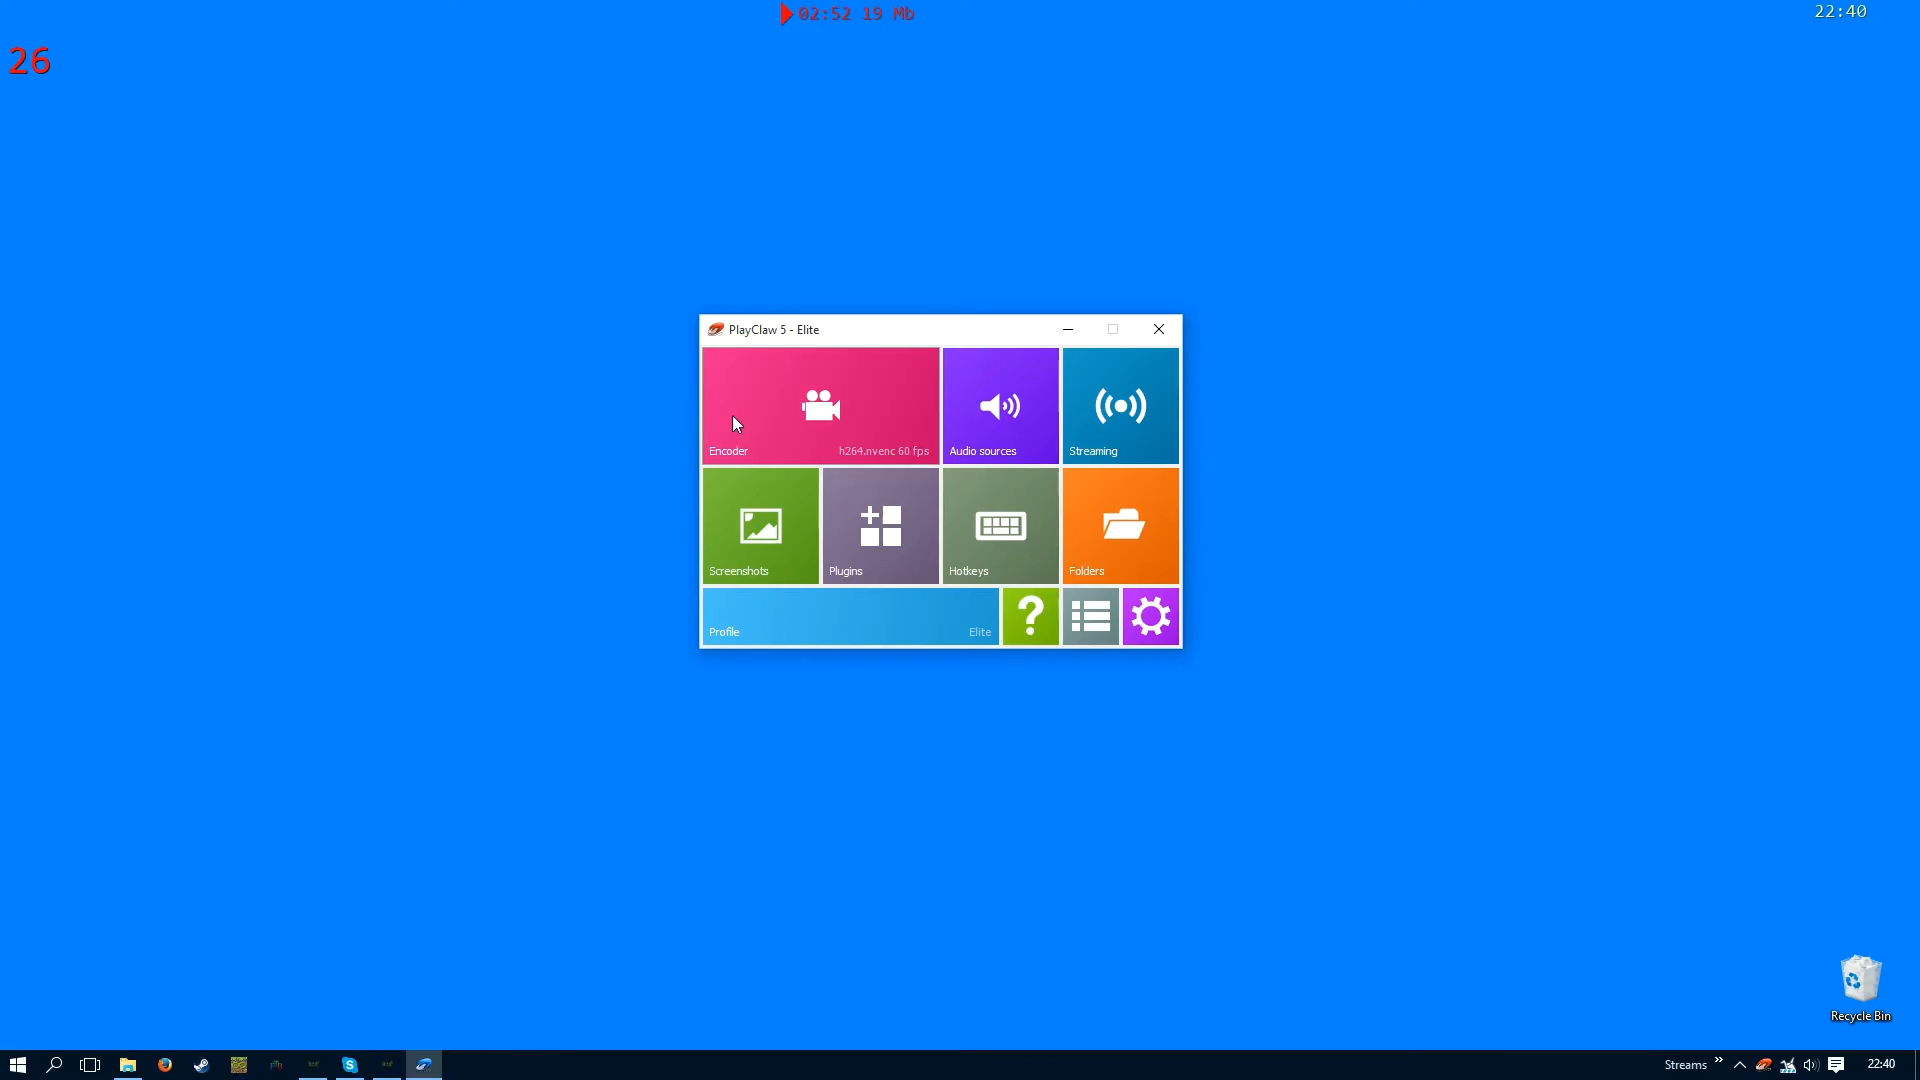 02:52 19 Mb
22:40
26
PlayClaw 5 - Elite
Encoder
h264.nvenc 60 fps
Audio sources
Streaming
Screenshots
Plugins
Hotkeys
Folders
Profile
Elite
?
Recycle Bin
Streams
22:40